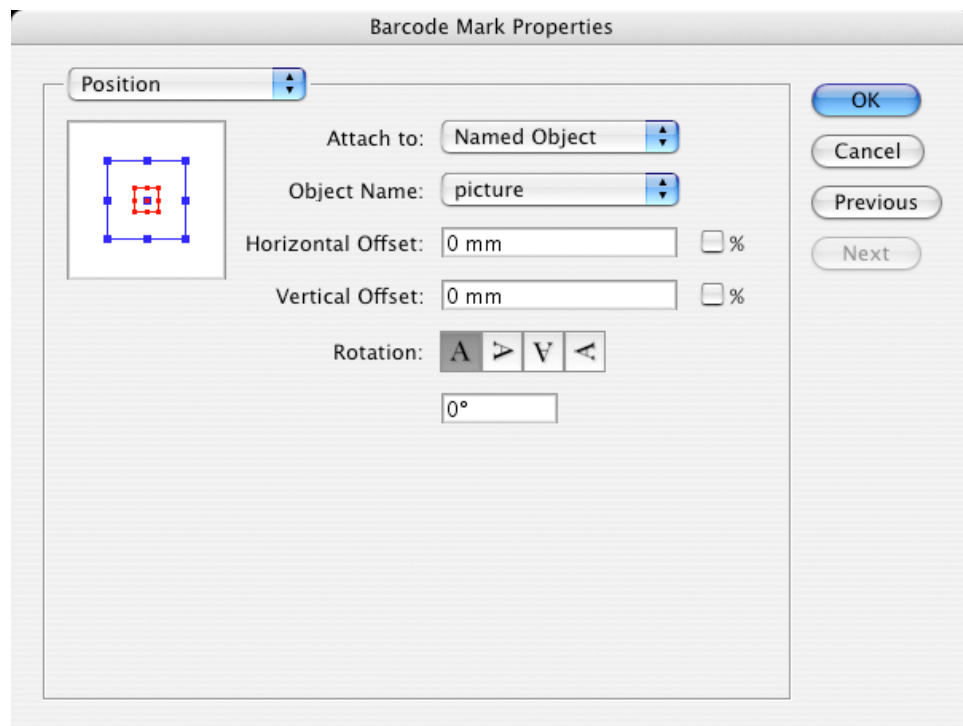 Barcode Mark Properties
Position
OK
Attach to: Named Object
Cancel
Object Name: picture
Previous
Horizontal Offset: 0 mm %
Next
Vertical Offset: 0 mm %
Rotation: A A A A
0°